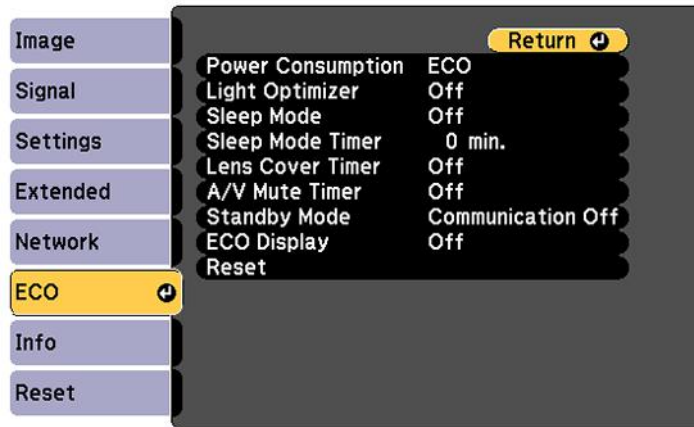 Image
Signal
Settings
Extended
Network
ECO
Info
Reset
Return
Power Consumption ECO
Light Optimizer Off
Sleep Mode Off
Sleep Mode Timer 0 min.
Lens Cover Timer Off
A/V Mute Timer Off
Standby Mode Communication Off
ECO Display Off
Reset